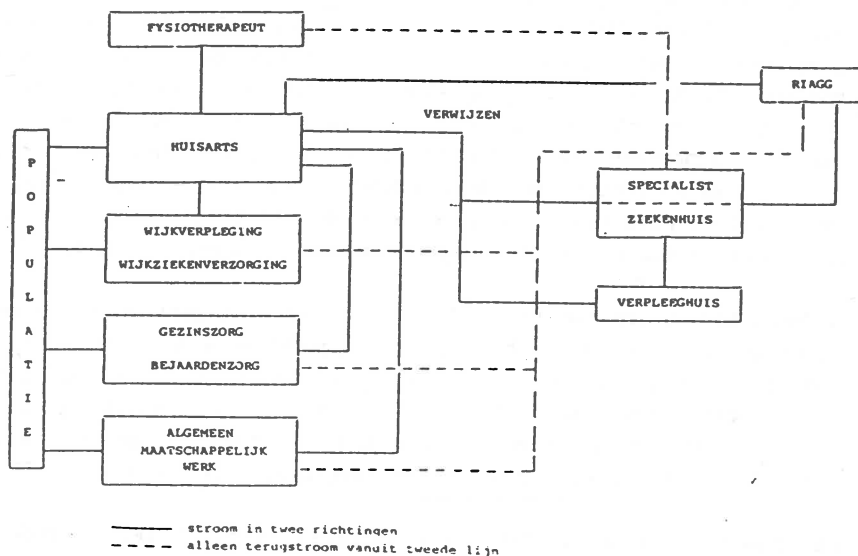 FYSIOTHERAPEUT
RIAGG
VERWIJZEN
HUISARTS
POPULATIE
SPECIALIST
ZIEKENHUIS
WIJKVERPLEGING
WIJKZIEKENVERZORGING
VERPLEEGHUIS
GEZINSZORG
BEJAARDENZORG
ALGEMEEN
MAATSCHAPPELIJK
WERK
stroom in twee richtingen
alleen terugstroom vanuit tweede lijn